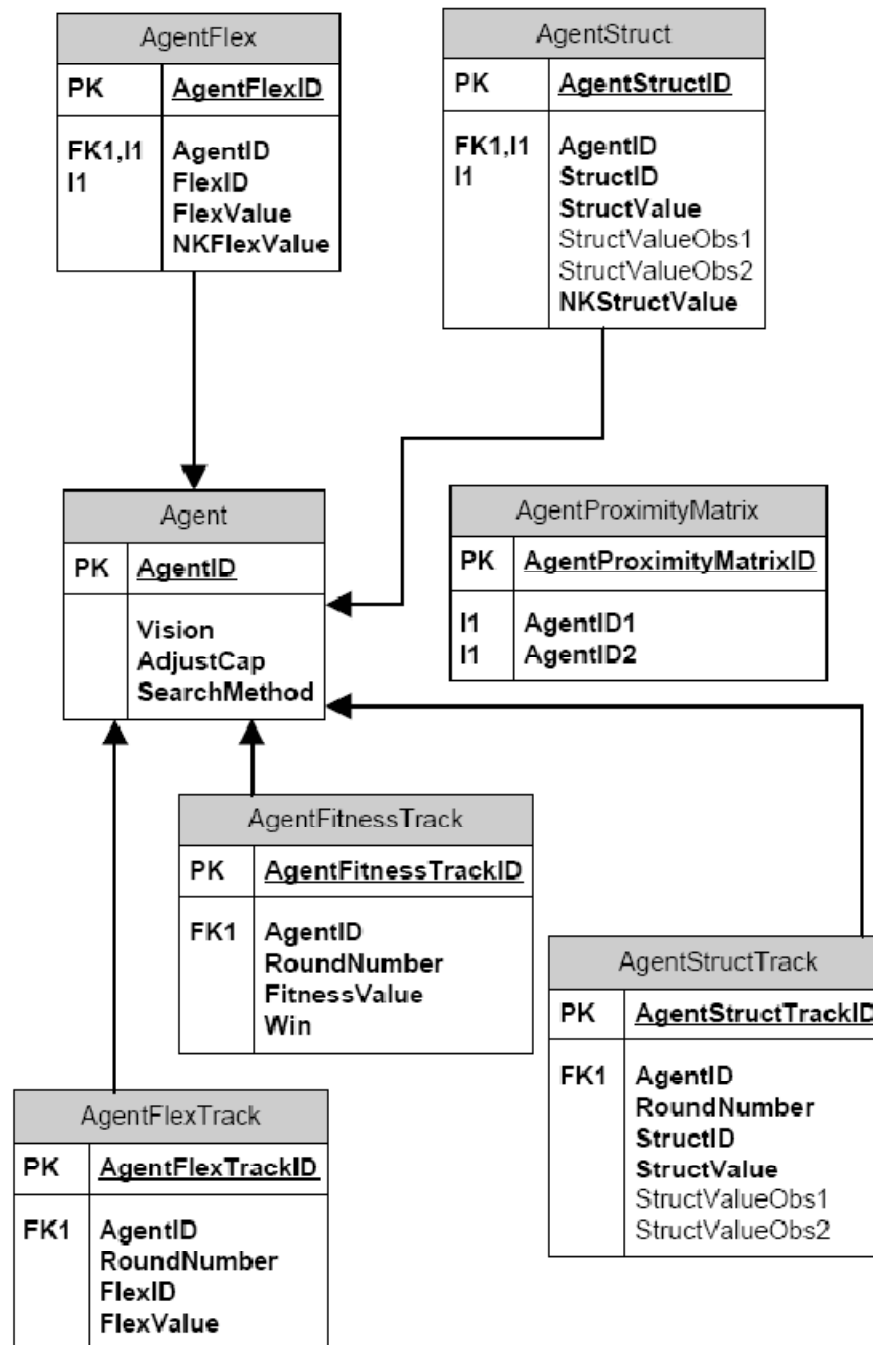 AgentFlex
PK AgentFlexID
FK1,I1 AgentID
I1 FlexID
FlexValue
NKFlexValue
AgentStruct
PK AgentStructID
FK1,I1 AgentID
I1 StructID
StructValue
StructValueObs1
StructValueObs2
NKStructValue
Agent
PK AgentID
Vision
AdjustCap
SearchMethod
AgentProximityMatrix
PK AgentProximityMatrixID
I1 AgentID1
I1 AgentID2
AgentFitnessTrack
PK AgentFitnessTrackID
FK1 AgentID
RoundNumber
FitnessValue
Win
AgentStructTrack
PK AgentStructTrackID
FK1 AgentID
RoundNumber
StructID
StructValue
StructValueObs1
StructValueObs2
AgentFlexTrack
PK AgentFlexTrackID
FK1 AgentID
RoundNumber
FlexID
FlexValue